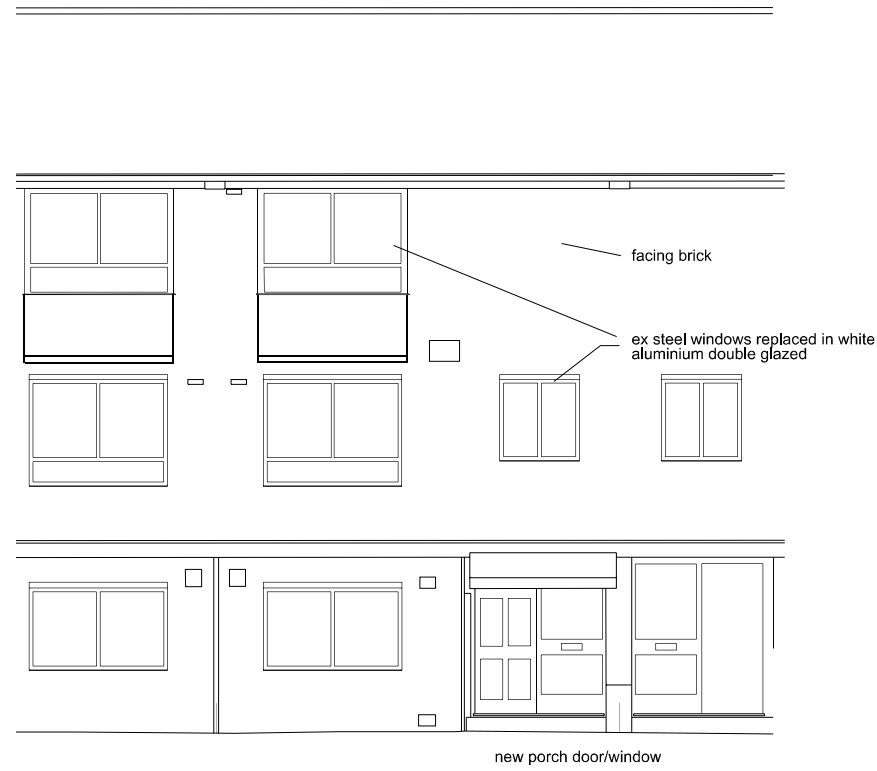 facing brick
ex steel windows replaced in white
aluminium double glazed
new porch door/window